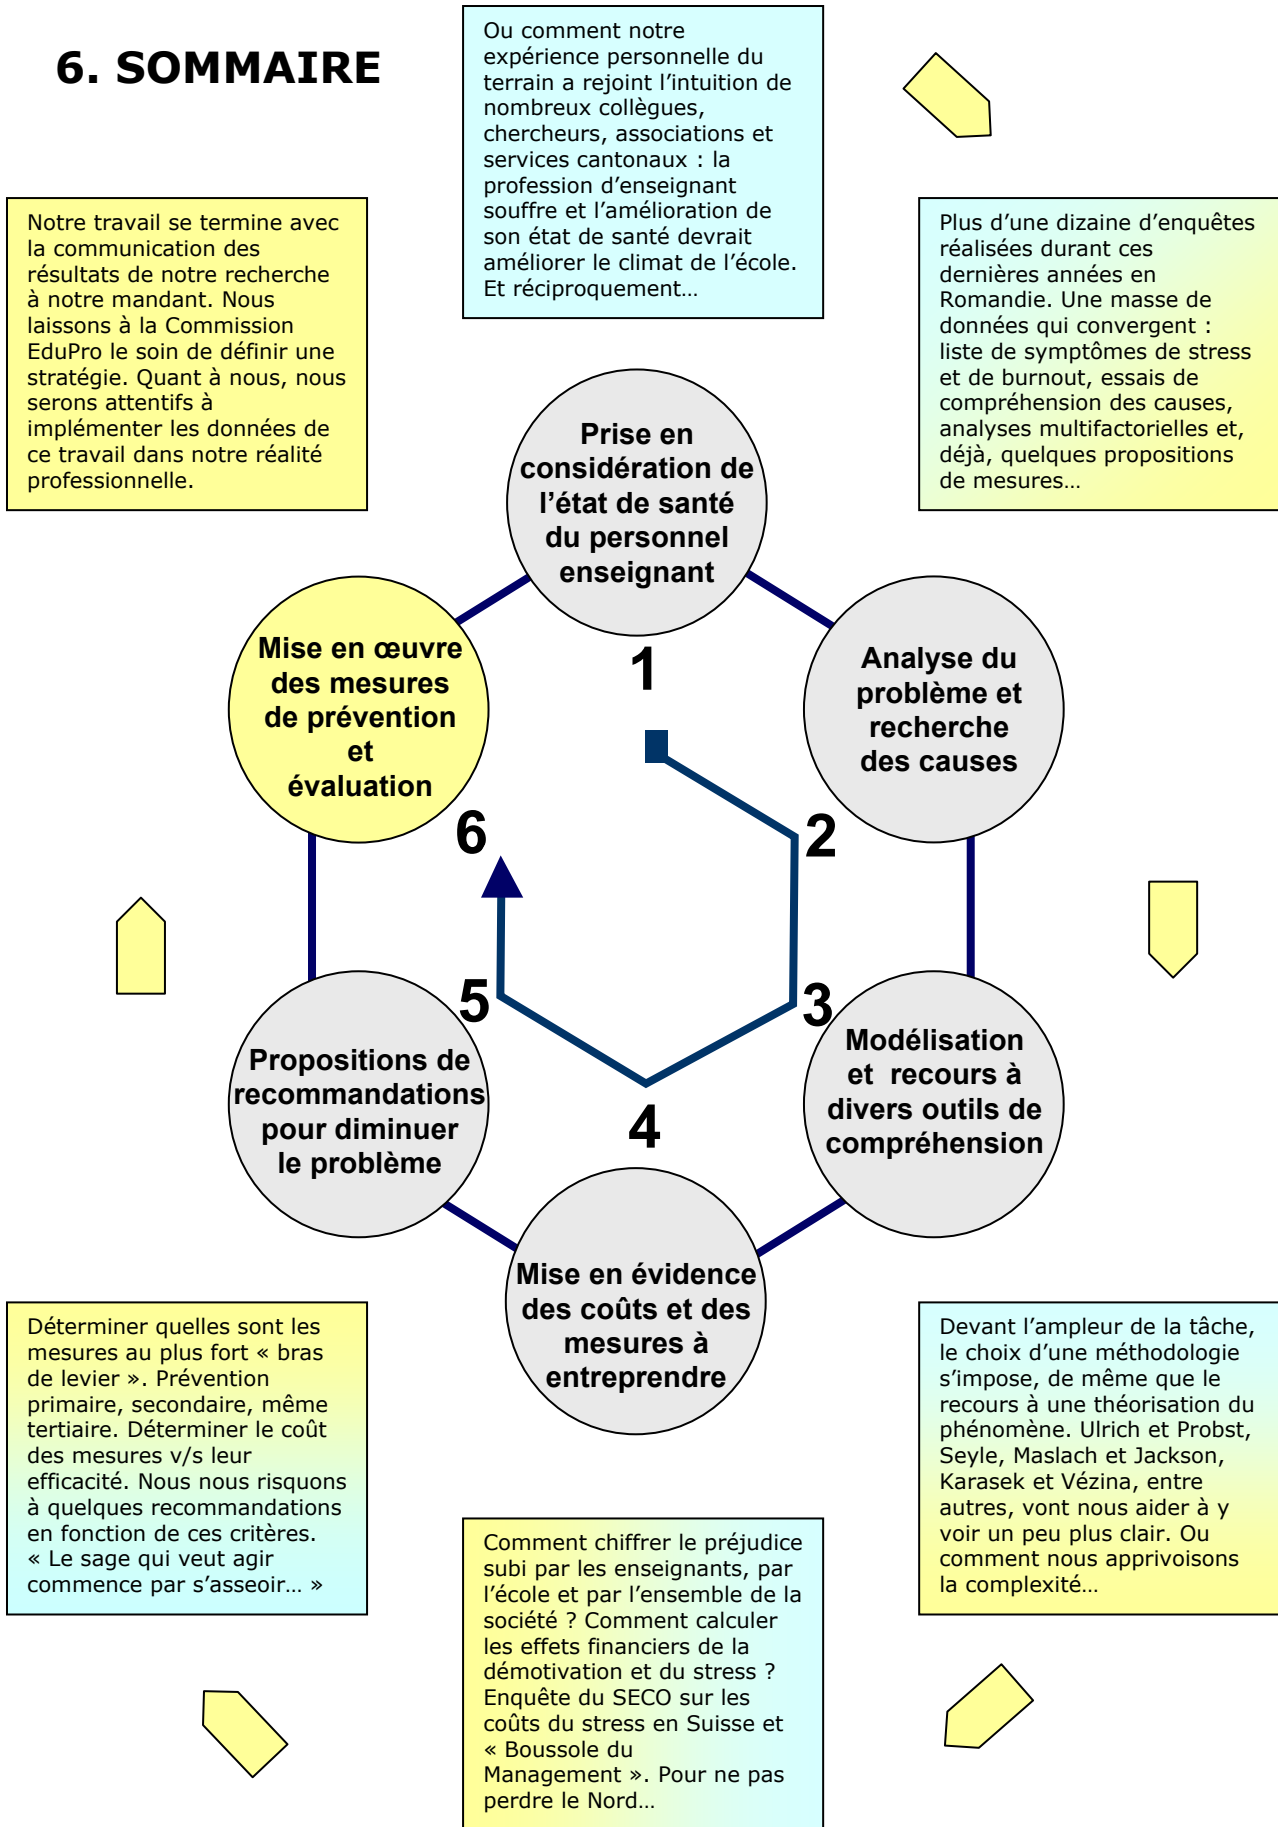 6. SOMMAIRE
Ou comment notre
expérience personnelle du
terrain a rejoint l’intuition de
nombreux collègues,
chercheurs, associations et
services cantonaux : la
profession d’enseignant
souffre et l’amélioration de
son état de santé devrait
améliorer le climat de l’école.
Et réciproquement…
Notre travail se termine avec
la communication des
résultats de notre recherche
à notre mandant. Nous
laissons à la Commission
EduPro le soin de définir une
stratégie. Quant à nous, nous
serons attentifs à
implémenter les données de
ce travail dans notre réalité
professionnelle.
Plus d’une dizaine d’enquêtes
réalisées durant ces
dernières années en
Romandie. Une masse de
données qui convergent :
liste de symptômes de stress
et de burnout, essais de
compréhension des causes,
analyses multifactorielles et,
déjà, quelques propositions
de mesures…
Prise en
considération de
l’état de santé
du personnel
enseignant
1
Analyse du
problème et
recherche
des causes
2
Modélisation
et recours à
divers outils de
compréhension
3
Mise en évidence
des coûts et des
mesures à
entreprendre
4
Propositions de
recommandations
pour diminuer
le problème
5
Mise en œuvre
des mesures
de prévention
et
évaluation
6
Déterminer quelles sont les
mesures au plus fort « bras
de levier ». Prévention
primaire, secondaire, même
tertiaire. Déterminer le coût
des mesures v/s leur
efficacité. Nous nous risquons
à quelques recommandations
en fonction de ces critères.
« Le sage qui veut agir
commence par s’asseoir… »
Comment chiffrer le préjudice
subi par les enseignants, par
l’école et par l’ensemble de la
société ? Comment calculer
les effets financiers de la
démotivation et du stress ?
Enquête du SECO sur les
coûts du stress en Suisse et
« Boussole du
Management ». Pour ne pas
perdre le Nord…
Devant l’ampleur de la tâche,
le choix d’une méthodologie
s’impose, de même que le
recours à une théorisation du
phénomène. Ulrich et Probst,
Seyle, Maslach et Jackson,
Karasek et Vézina, entre
autres, vont nous aider à y
voir un peu plus clair. Ou
comment nous apprivoisons
la complexité…